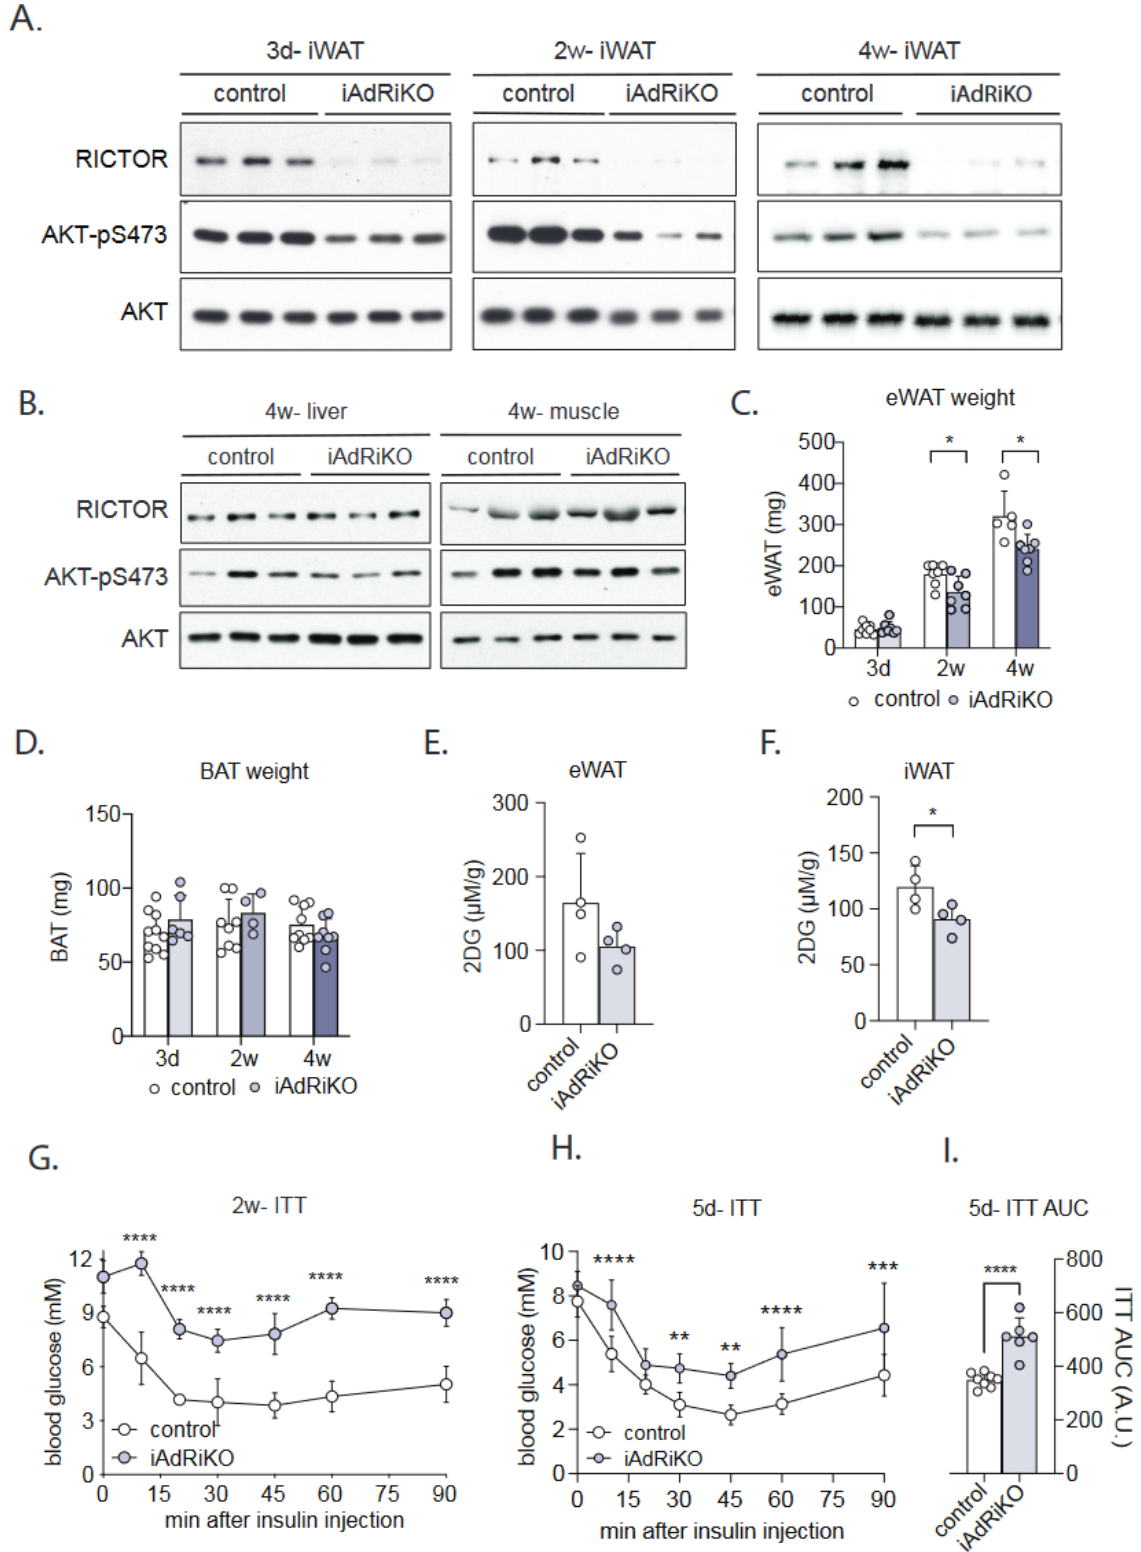 A.
3d- iWAT
2w- iWAT
4w- iWAT
control
iAdRiKO
control
iAdRiKO
control
iAdRiKO
RICTOR
AKT-pS473
AKT
B.
4w- liver
4w- muscle
control
iAdRiKO
control
iAdRiKO
RICTOR
AKT-pS473
AKT
C.
eWAT weight
eWAT (mg)
500
400
300
200
100
0
*
*
3d
2w
4w
control
iAdRiKO
D.
BAT weight
BAT (mg)
150
100
50
0
3d
2w
4w
control
iAdRiKO
E.
eWAT
2DG (µM/g)
300
200
100
0
control
iAdRiKO
F.
iWAT
2DG (µM/g)
200
150
100
50
0
*
control
iAdRiKO
G.
2w- ITT
blood glucose (mM)
12
9
6
3
0
****
****
****
****
****
****
control
iAdRiKO
0
15
30
45
60
75
90
min after insulin injection
H.
5d- ITT
blood glucose (mM)
10
8
6
4
2
0
****
**
**
****
***
control
iAdRiKO
0
15
30
45
60
75
90
min after insulin injection
I.
5d- ITT AUC
****
800
600
400
200
0
ITT AUC (A.U.)
control
iAdRiKO